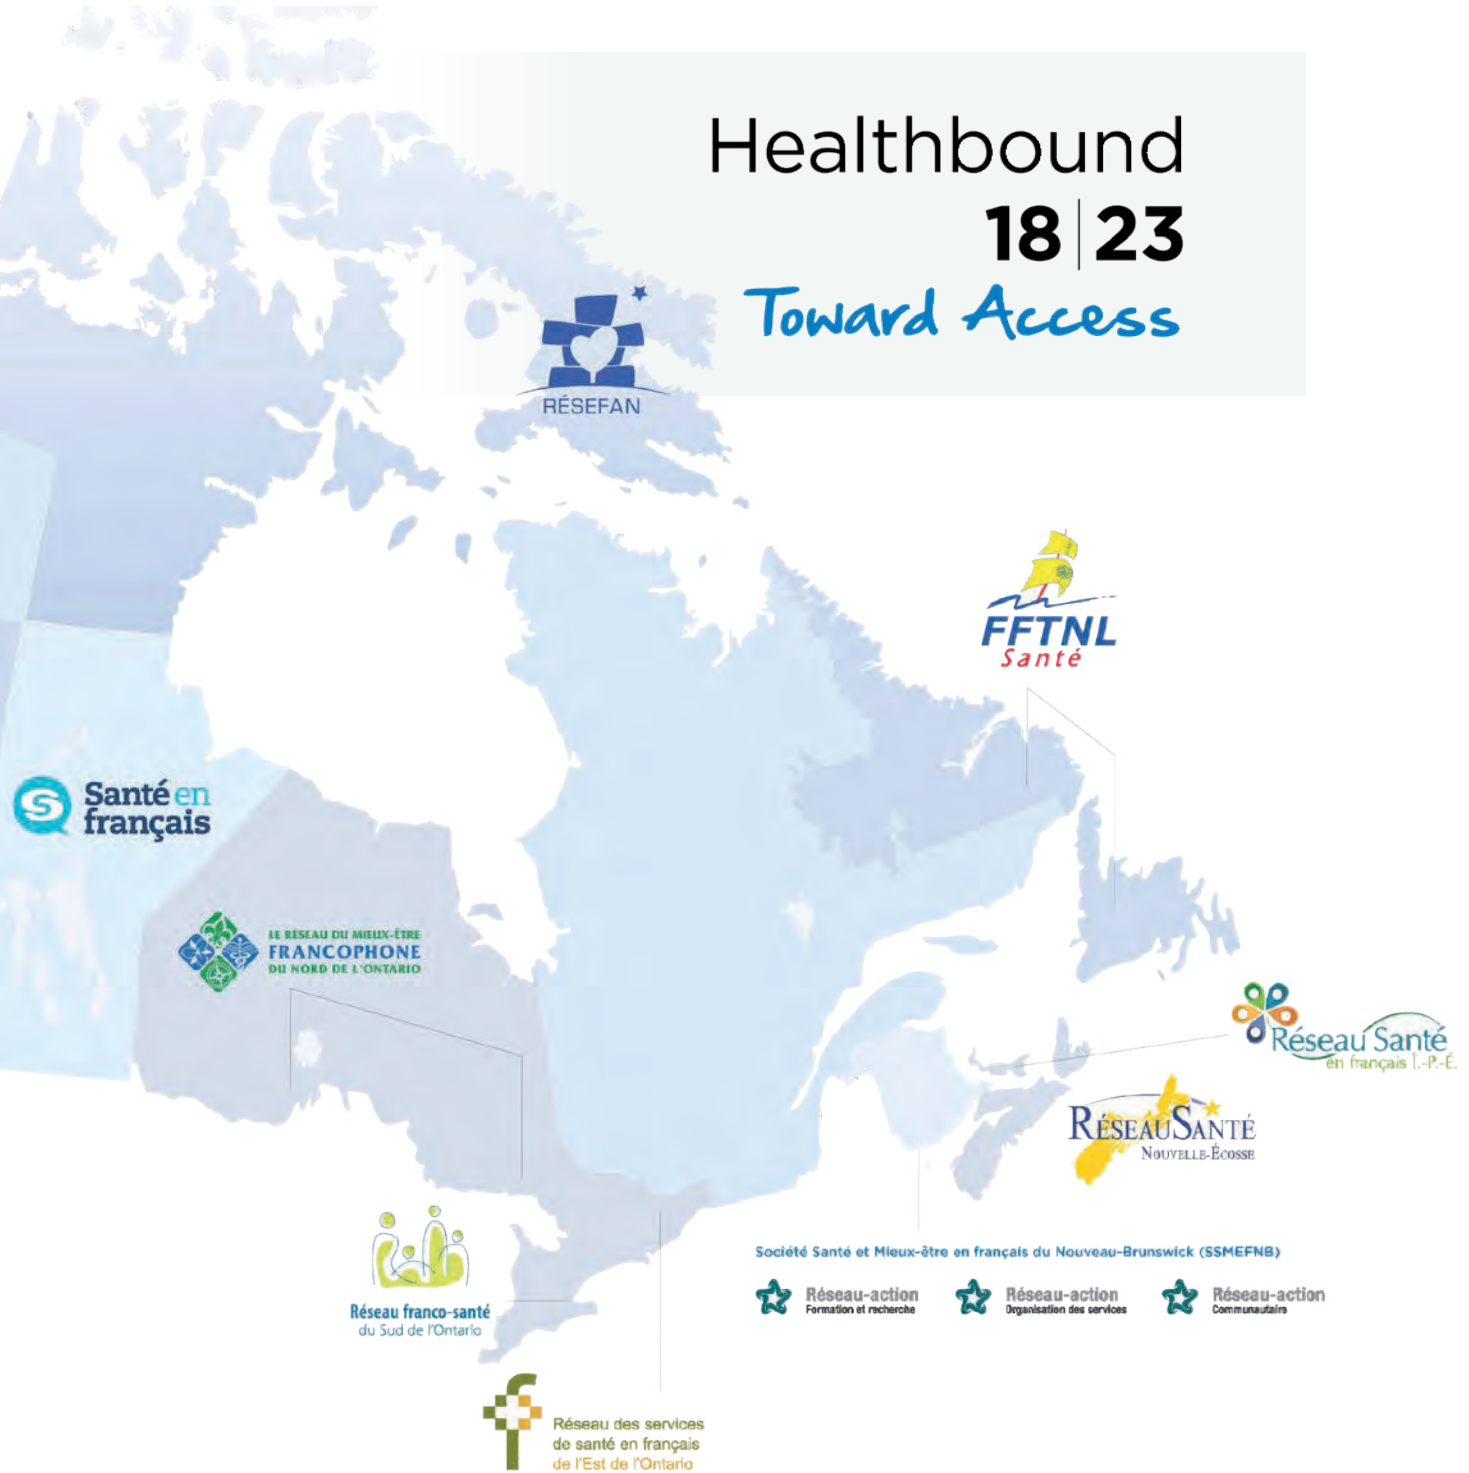 Healthbound
18|23
Toward Access
RÉSEFAN
FFTNL
Santé
Santé en
français
LE RÉSEAU DU MIEUX-ÊTRE
FRANCOPHONE
DU NORD DE L'ONTARIO
Réseau Santé
en français Î.-P.-É.
RÉSEAU SANTÉ
NOUVELLE-ÉCOSSE
Société Santé et Mieux-être en français du Nouveau-Brunswick (SSMEFNB)
Réseau-action
Formation et recherche
Réseau-action
Organisation des services
Réseau-action
Communautaire
Réseau franco-santé
du Sud de l'Ontario
Réseau des services
de santé en français
de l'Est de l'Ontario